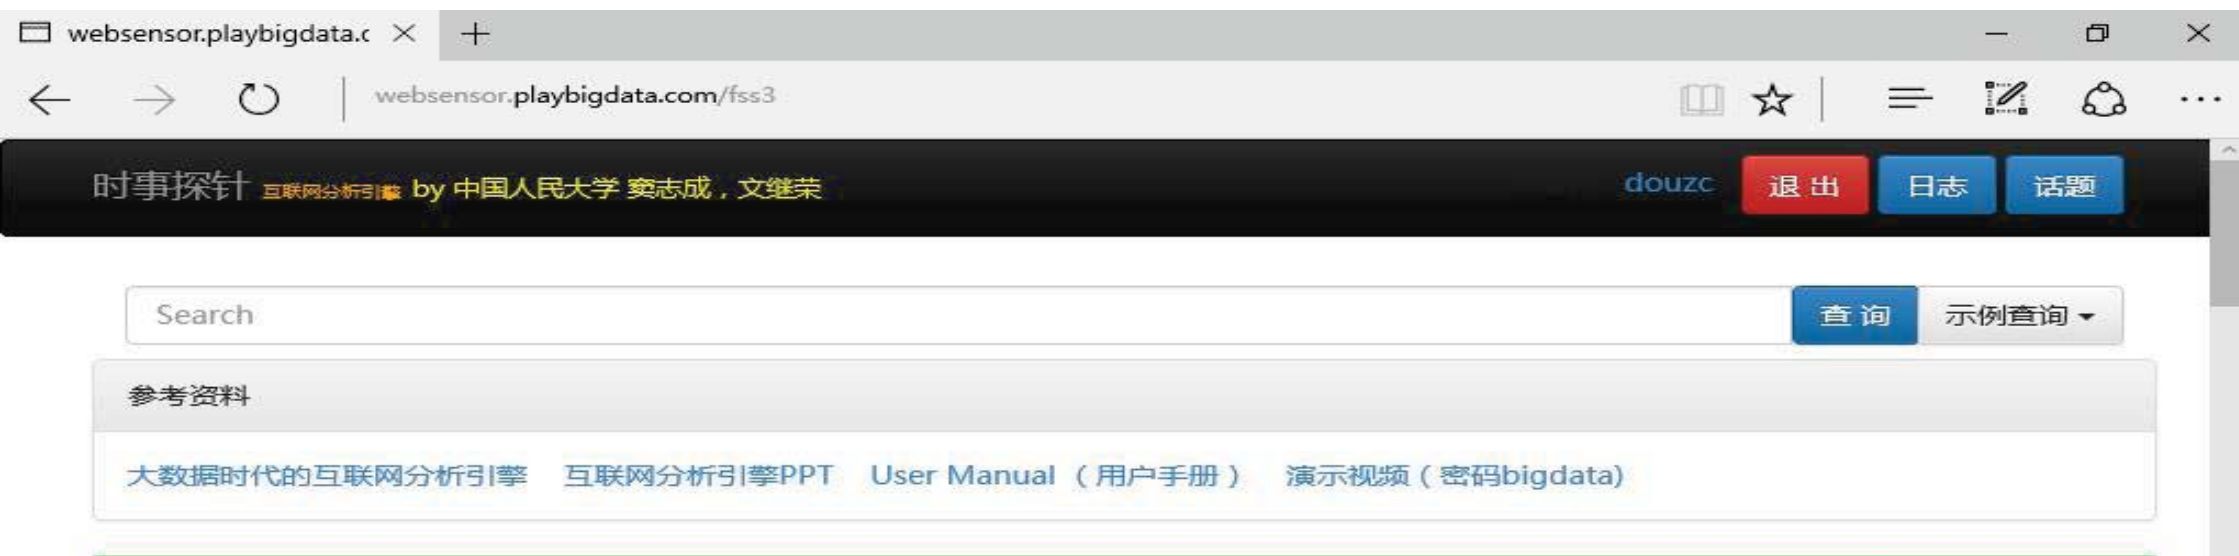 websensor.playbigdata.c
websensor.playbigdata.com/fss3
时事探针 互联网分析引擎 by 中国人民大学 窦志成，文继荣 douzc 退 出 日志 话题
Search 查 询 示例查询
参考资料
大数据时代的互联网分析引擎 互联网分析引擎PPT User Manual （用户手册） 演示视频（密码bigdata)